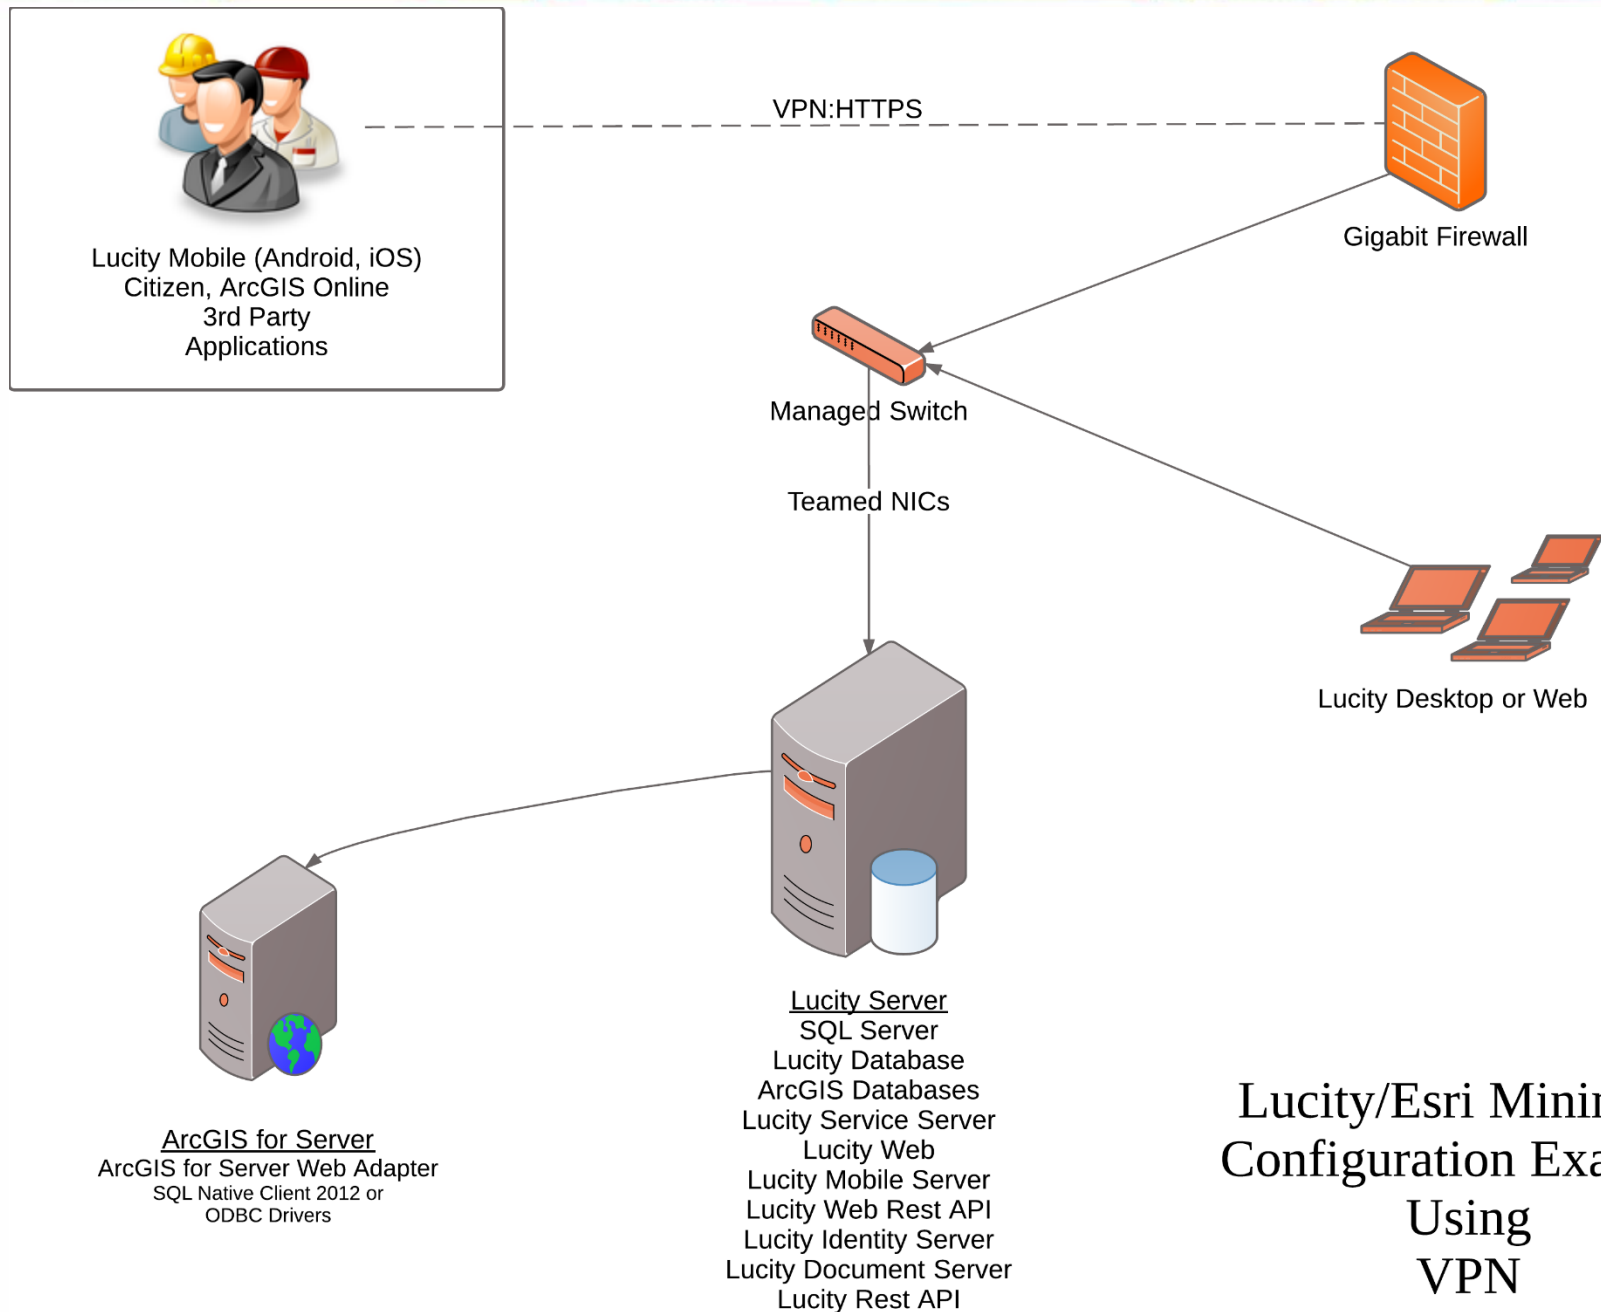 VPN:HTTPS
Gigabit Firewall
Lucity Mobile (Android, iOS)
Citizen, ArcGIS Online
3rd Party
Applications
Managed Switch
Teamed NICs
Lucity Desktop or Web
Lucity Server
SQL Server
Lucity Database
ArcGIS Databases
Lucity Service Server
Lucity Web
Lucity Mobile Server
Lucity Web Rest API
Lucity Identity Server
Lucity Document Server
Lucity Rest API
ArcGIS for Server
ArcGIS for Server Web Adapter
SQL Native Client 2012 or
ODBC Drivers
Lucity/Esri
Configuration
Using
VPN